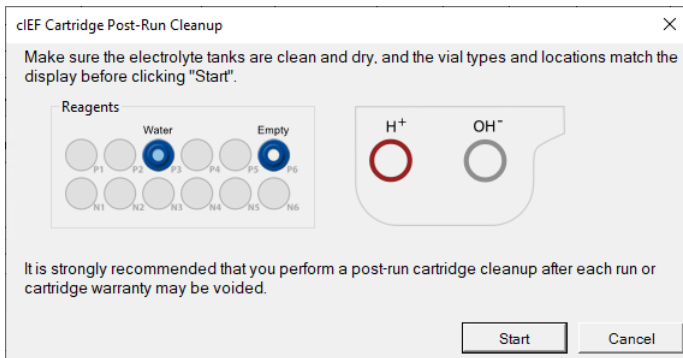 cIEF Cartridge Post-Run Cleanup
Make sure the electrolyte tanks are clean and dry, and the vial types and locations match the
display before clicking "Start".
Reagents
Water
Empty
P1 P2 P3 P4 P5 P6
N1 N2 N3 N4 N5 N6
H+
OH-
It is strongly recommended that you perform a post-run cartridge cleanup after each run or
cartridge warranty may be voided.
Start
Cancel